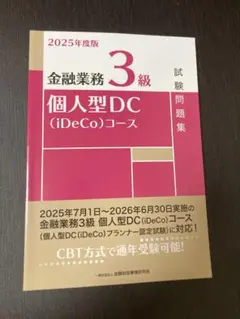 2025年度版
金融業務3級
個人型DC
(iDeCo)コース
試験問題集
2025年7月1日~2026年6月30日実施の
金融業務3級 個人型DC(iDeCo)コース
(個人型DC(iDeCo)プランナー認定試験)に対応!
CBT方式で通年受験可能!